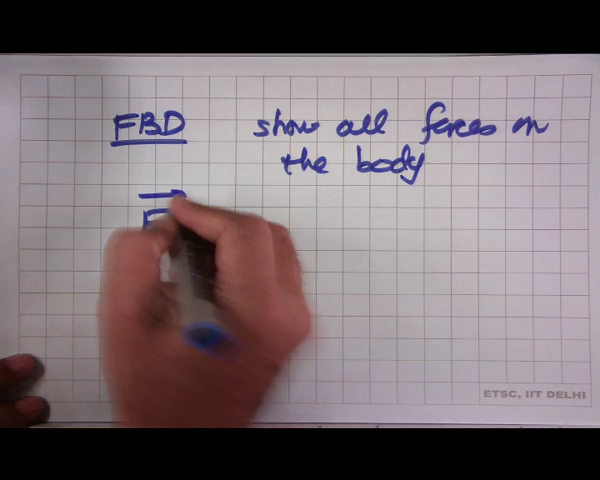 FBD show all forces on
the body
F
ETSC, IIT DELHI